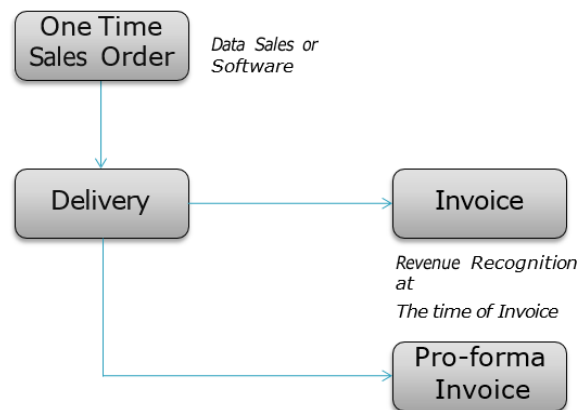 One Time
Sales Order
Data Sales or
Software
Delivery
Invoice
Revenue Recognition
at
The time of Invoice
Pro-forma
Invoice